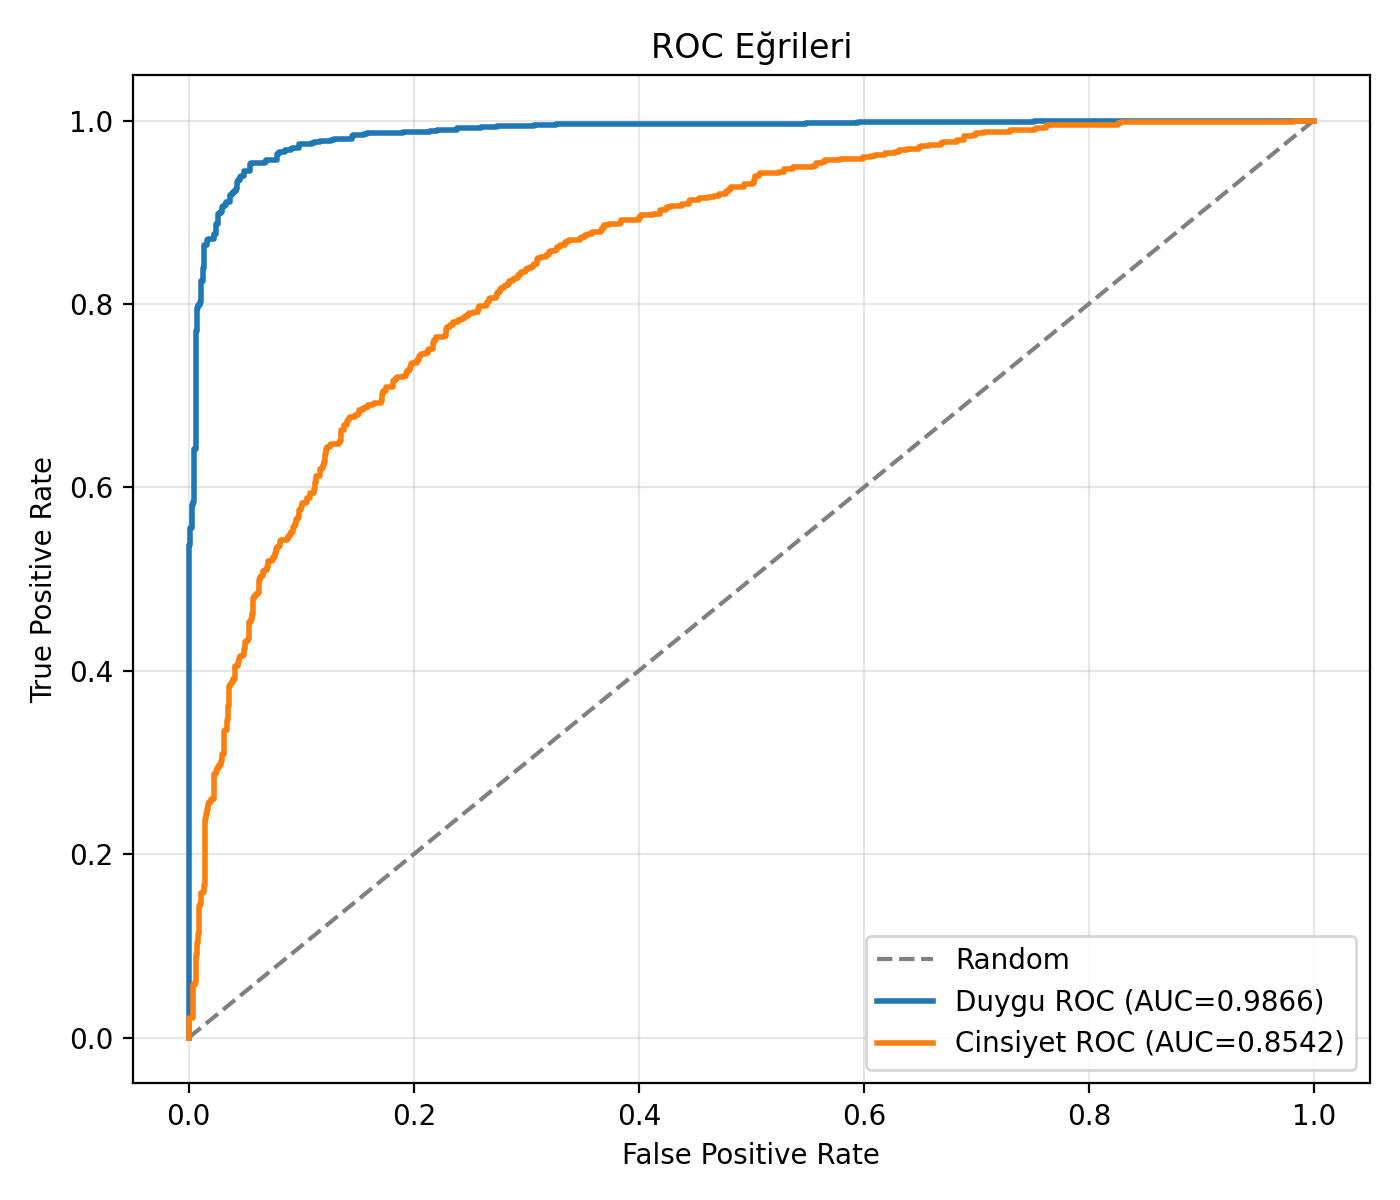 ROC Eğrileri
True Positive Rate
1.0
0.8
0.6
0.4
0.2
0.0
Random
Duygu ROC (AUC=0.9866)
Cinsiyet ROC (AUC=0.8542)
0.0 0.2 0.4 0.6 0.8 1.0
False Positive Rate